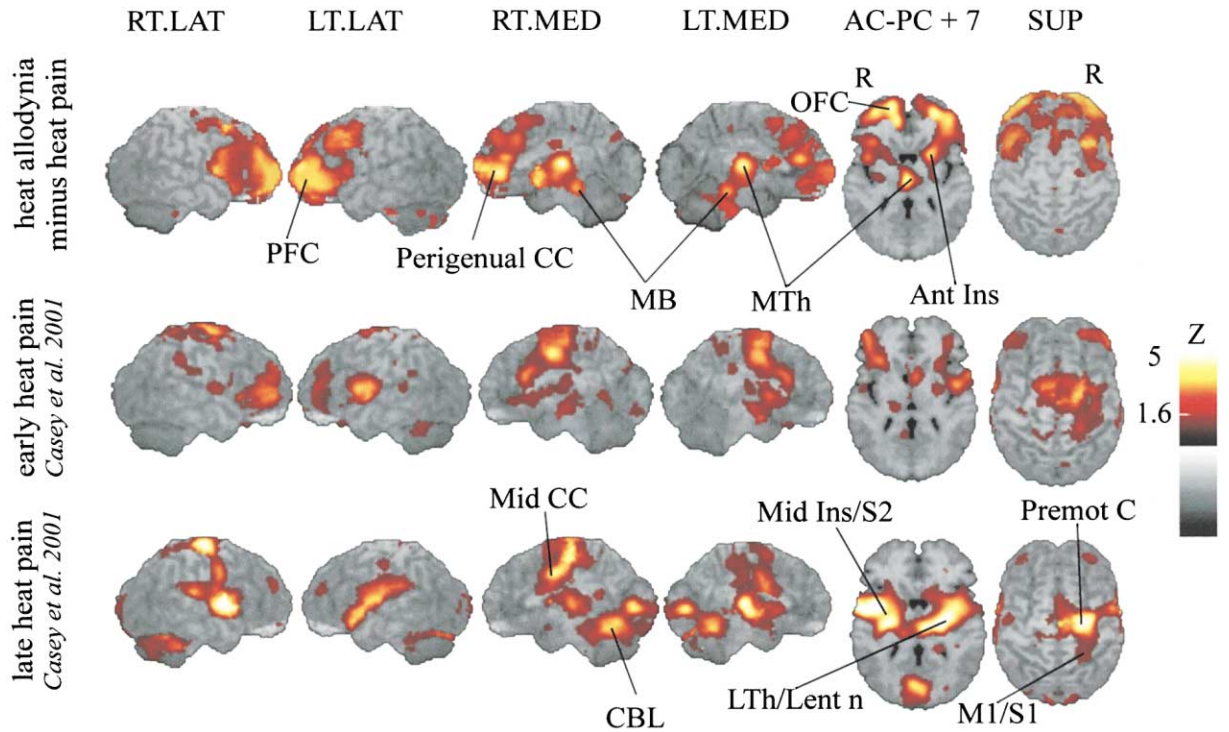 RT.LAT LT.LAT RT.MED LT.MED AC-PC + 7 SUP
heat allodynia
minus heat pain
R R
OFC
PFC
Perigenual CC
MB
MTh
Ant Ins
early heat pain
Casey et al. 2001
Z
5
1.6
late heat pain
Casey et al. 2001
Mid CC
Mid Ins/S2
Premot C
CBL
LTh/Lent n
M1/S1